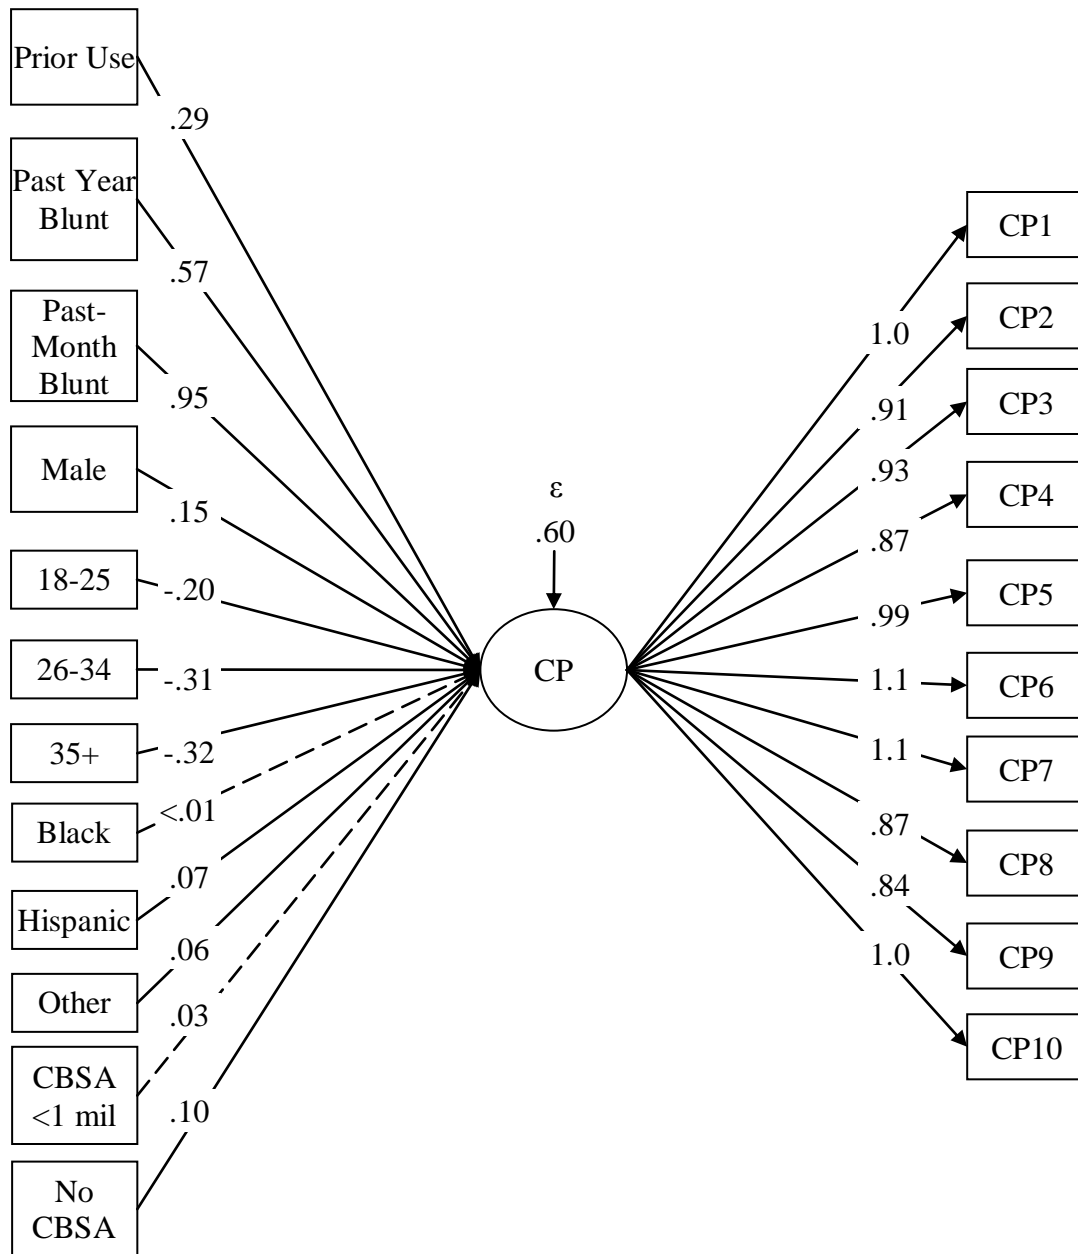 Prior Use
.29
Past Year
Blunt
.57
Past-
Month
Blunt
.95
Male
.15
18-25
-.20
26-34
-.31
35+
-.32
Black
<.01
Hispanic
.07
Other
.06
CBSA
<1 mil
.03
No
CBSA
.10
ε
.60
CP
CP1
1.0
CP2
.91
CP3
.93
CP4
.87
CP5
.99
CP6
1.1
CP7
1.1
CP8
.87
CP9
.84
CP10
1.0